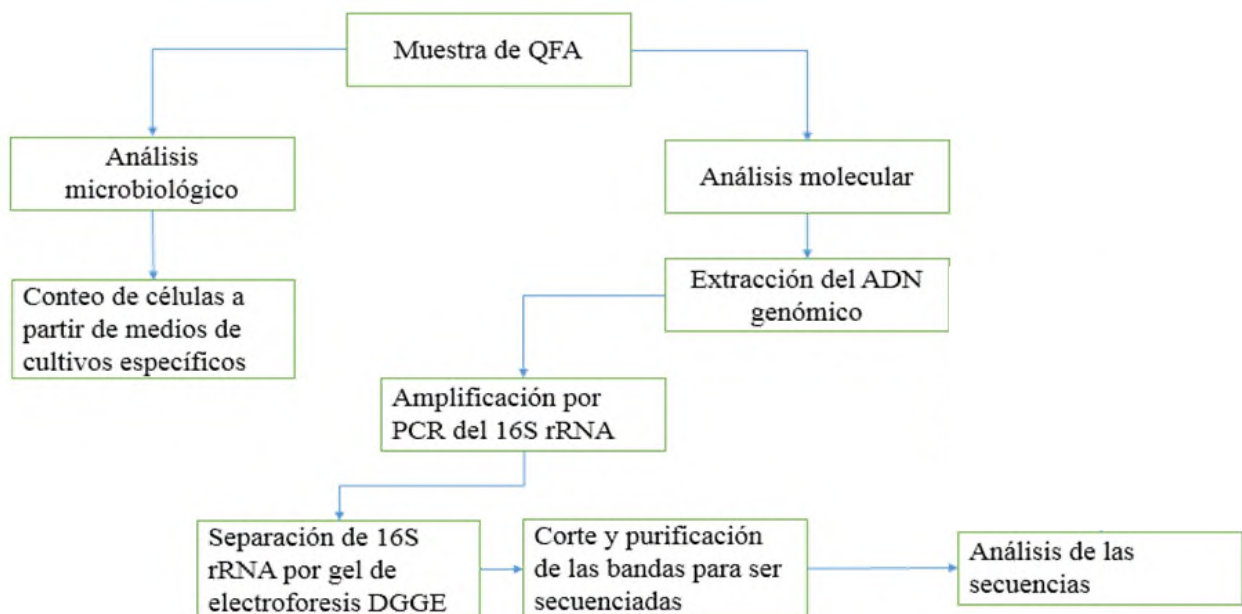 Muestra de QFA
Análisis
microbiológico
Análisis molecular
Conteo de células a
partir de medios de
cultivos específicos
Extracción del ADN
genómico
Amplificación por
PCR del 16S rRNA
Separación de 16S
rRNA por gel de
electroforesis DGGE
Corte y purificación
de las bandas para ser
secuenciadas
Análisis de las
secuencias